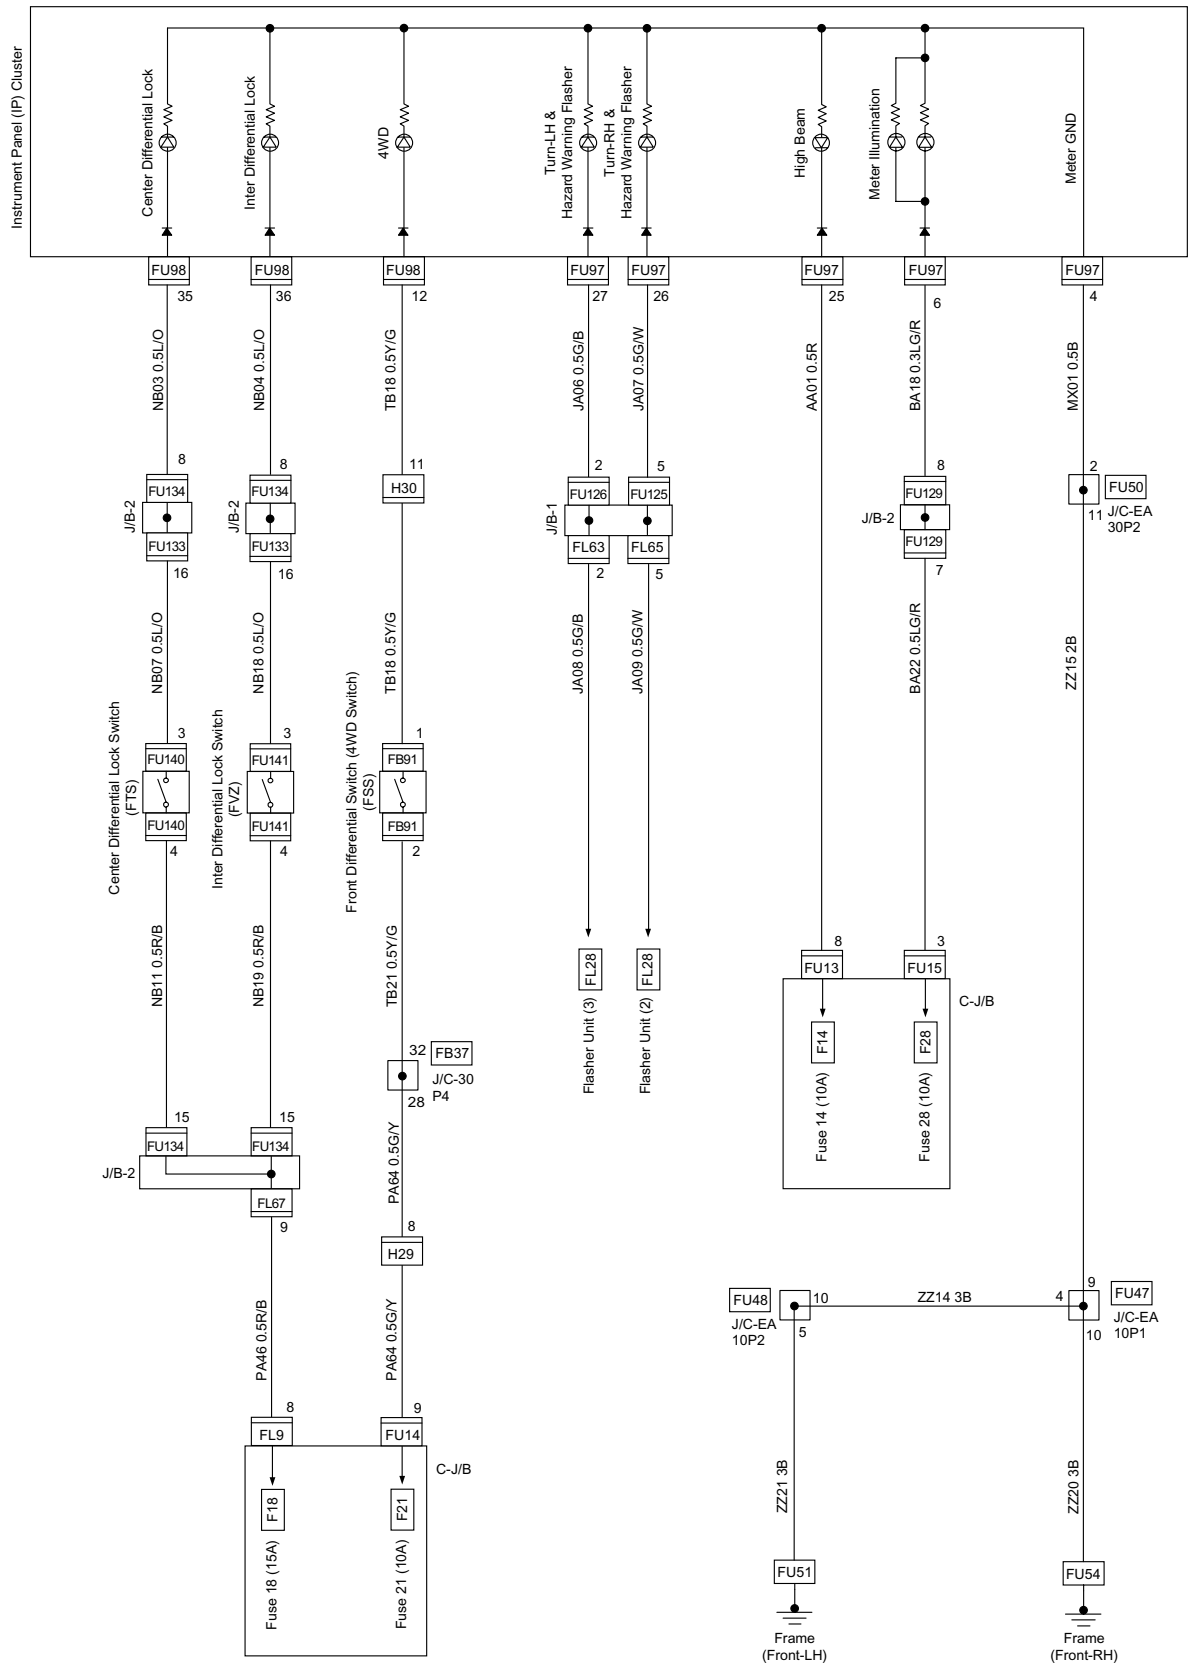 Instrument Panel (IP) Cluster
Center Differential Lock
Inter Differential Lock
4WD
Turn-LH &
Hazard Warning Flasher
Turn-RH &
Hazard Warning Flasher
High Beam
Meter Illumination
Meter GND
FU98
FU98
FU98
FU97
FU97
FU97
FU97
FU97
35
36
12
27
26
25
6
4
NB03 0.5L/O
NB04 0.5L/O
TB18 0.5Y/G
JA06 0.5G/B
JA07 0.5G/W
AA01 0.5R
BA18 0.3LG/R
MX01 0.5B
8
8
11
2
5
8
2
FU134
FU134
H30
FU126
FU125
FU129
FU50
J/B-2
J/B-2
J/B-1
J/B-2
11
J/C-EA
30P2
FU133
FU133
FL63
FL65
FU129
16
16
2
5
7
NB07 0.5L/O
NB18 0.5L/O
TB18 0.5Y/G
JA08 0.5G/B
JA09 0.5G/W
BA22 0.5LG/R
ZZ15 2B
3
3
1
FU140
FU141
FB91
Center Differential Lock Switch
(FTS)
Inter Differential Lock Switch
(FVZ)
Front Differential Switch (4WD Switch)
(FSS)
FU140
FU141
FB91
4
4
2
NB11 0.5R/B
NB19 0.5R/B
TB21 0.5Y/G
FL28
FL28
Flasher Unit (3)
Flasher Unit (2)
8
3
FU13
FU15
C-J/B
F14
F28
Fuse 14 (10A)
Fuse 28 (10A)
32
FB37
J/C-30
P4
28
PA64 0.5G/Y
15
15
FU134
FU134
J/B-2
FL67
9
8
H29
PA46 0.5R/B
PA64 0.5G/Y
FU48
10
ZZ14 3B
4
9
FU47
J/C-EA
10P2
5
10
J/C-EA
10P1
8
9
FL9
FU14
C-J/B
F18
F21
Fuse 18 (15A)
Fuse 21 (10A)
ZZ21 3B
ZZ20 3B
FU51
FU54
Frame
(Front-LH)
Frame
(Front-RH)